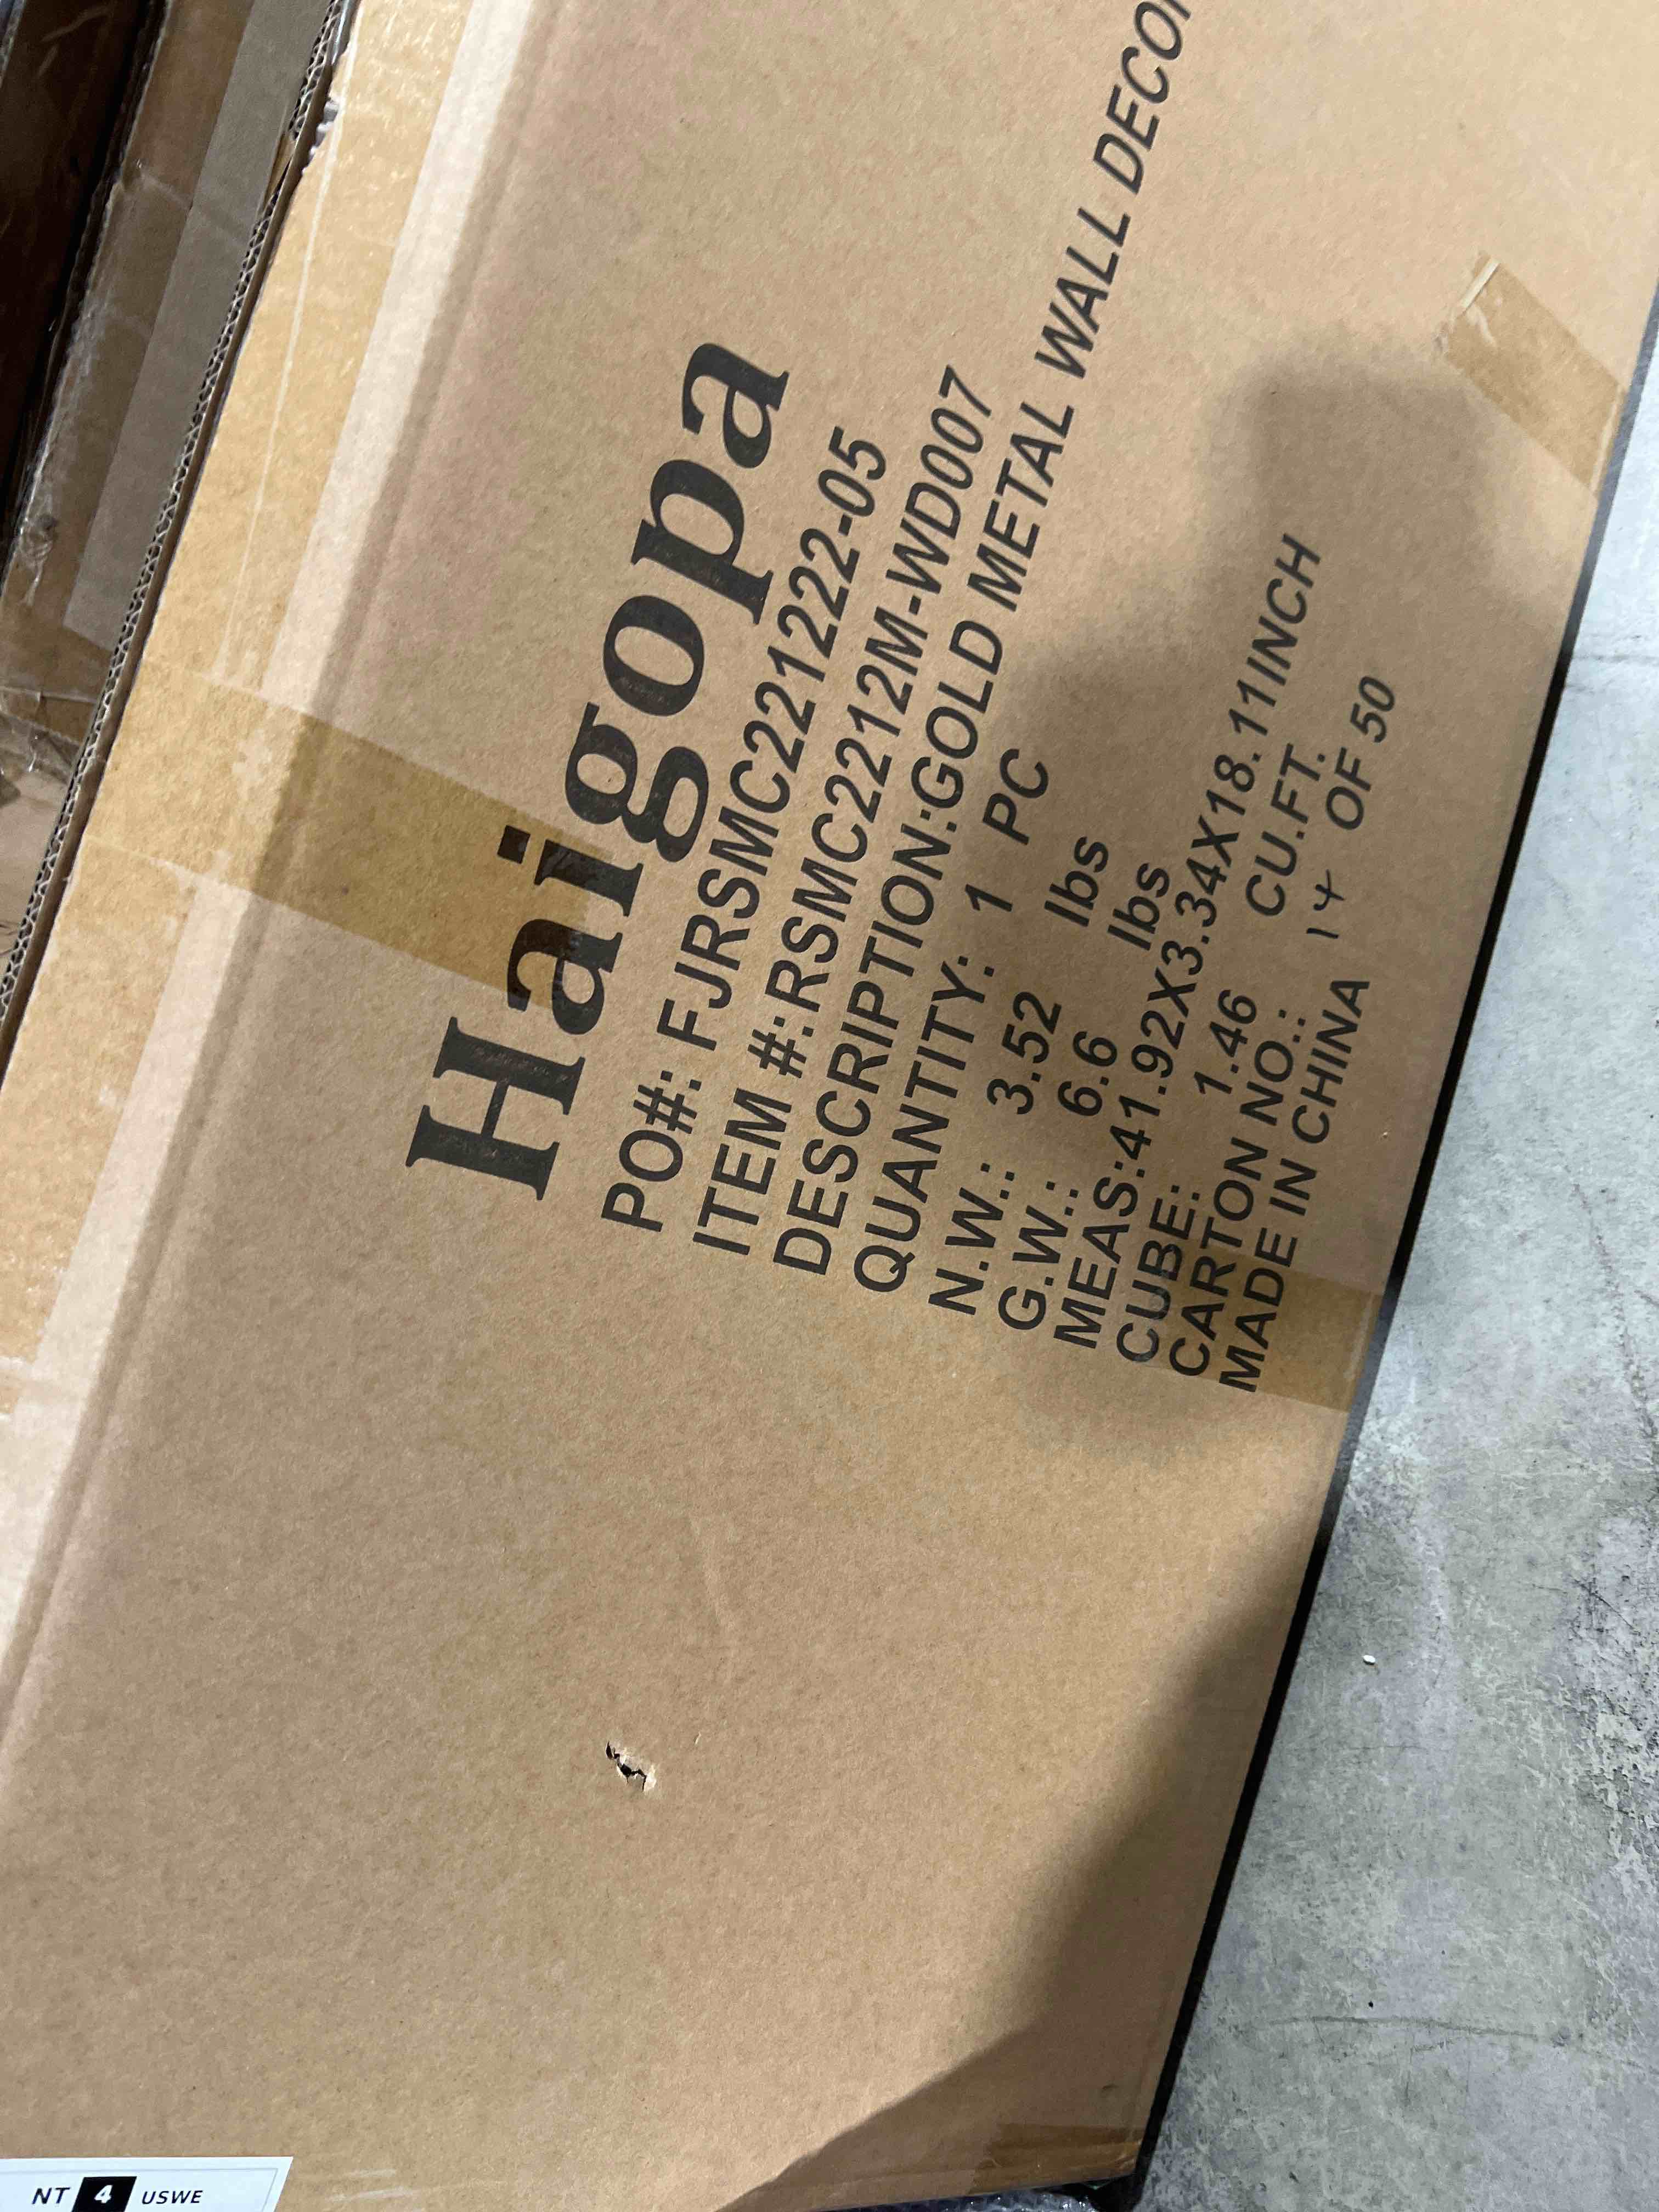 Haigopa
PO#: FJRSMC221222-05
ITEM #:RSMC2212M-WD007
DESCRIPTION:GOLD METAL WALL DECOR
QUANTITY: 1 PC
N.W.: 3.52 lbs
G.W.: 6.6 lbs
MEAS:41.92X3.34X18.11INCH
CUBE: 1.46 CU.FT.
CARTON NO.: 14 OF 50
MADE IN CHINA
NT 4 USWE